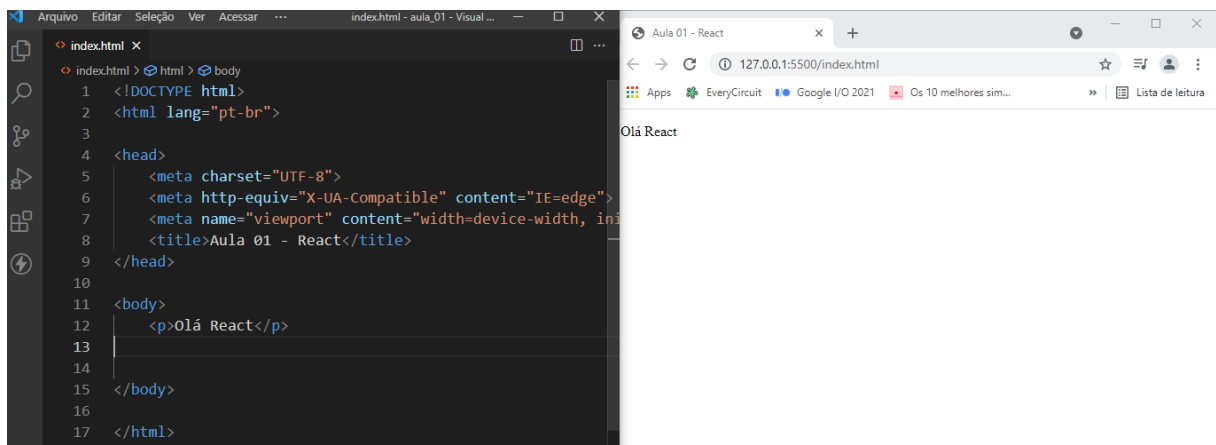 Arquivo Editar Seleção Ver Acessar ··· index.html - aula_01 - Visual ...
index.html
index.html > html > body
1 <!DOCTYPE html>
2 <html lang="pt-br">
3
4 <head>
5 <meta charset="UTF-8">
6 <meta http-equiv="X-UA-Compatible" content="IE=edge">
7 <meta name="viewport" content="width=device-width, ini
8 <title>Aula 01 - React</title>
9 </head>
10
11 <body>
12 <p>Olá React</p>
13
14
15 </body>
16
17 </html>
Aula 01 - React
127.0.0.1:5500/index.html
Apps EveryCircuit Google I/O 2021 Os 10 melhores sim... » Lista de leitura
Olá React